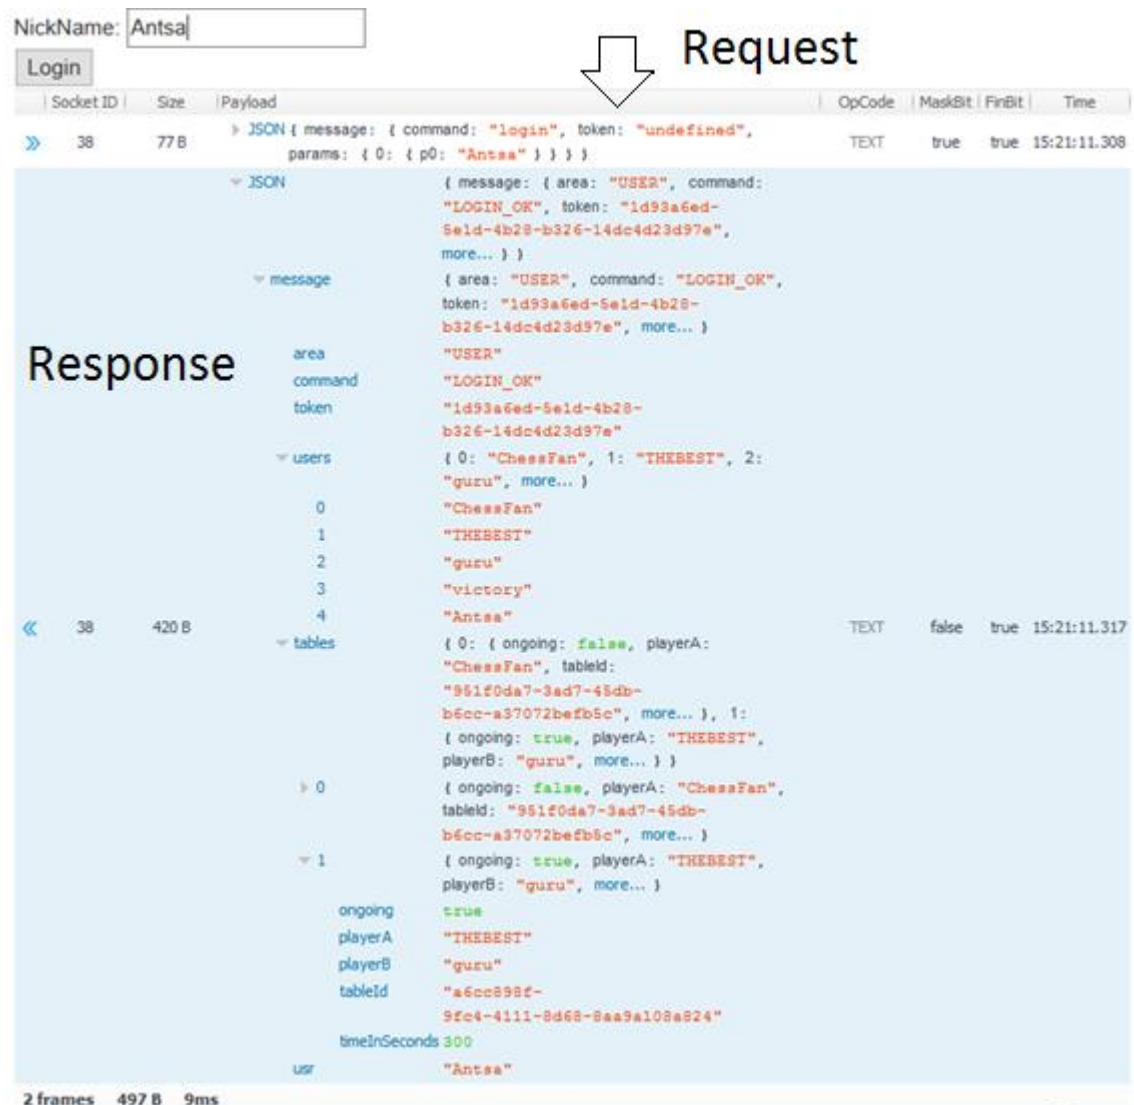 NickName: Antsa
Login
Request
Socket ID Size Payload OpCode MaskBit FinBit Time
38 77 B JSON { message: { command: "login", token: "undefined", TEXT true true 15:21:11.308
params: { 0: { p0: "Antsa" } } } }
JSON { message: { area: "USER", command:
"LOGIN_OK", token: "1d93a6ed-
5e1d-4b28-b326-14dc4d23d97e",
more... } }
message { area: "USER", command: "LOGIN_OK",
token: "1d93a6ed-5e1d-4b28-
b326-14dc4d23d97e", more... }
Response
area "USER"
command "LOGIN_OK"
token "1d93a6ed-5e1d-4b28-
b326-14dc4d23d97e"
users { 0: "ChessFan", 1: "THEBEST", 2:
"guru", more... }
0 "ChessFan"
1 "THEBEST"
2 "guru"
3 "victory"
4 "Antsa"
38 420 B TEXT false true 15:21:11.317
tables { 0: { ongoing: false, playerA:
"ChessFan", tableId:
"951f0da7-3ad7-45db-
b6cc-a37072befb5c", more... }, 1:
{ ongoing: true, playerA: "THEBEST",
playerB: "guru", more... } }
0 { ongoing: false, playerA: "ChessFan",
tableId: "951f0da7-3ad7-45db-
b6cc-a37072befb5c", more... }
1 { ongoing: true, playerA: "THEBEST",
playerB: "guru", more... }
ongoing true
playerA "THEBEST"
playerB "guru"
tableId "a6cc898f-
9fc4-4111-8d68-8aa9a108a824"
timeInSeconds 300
usr "Antsa"
2 frames 497 B 9ms